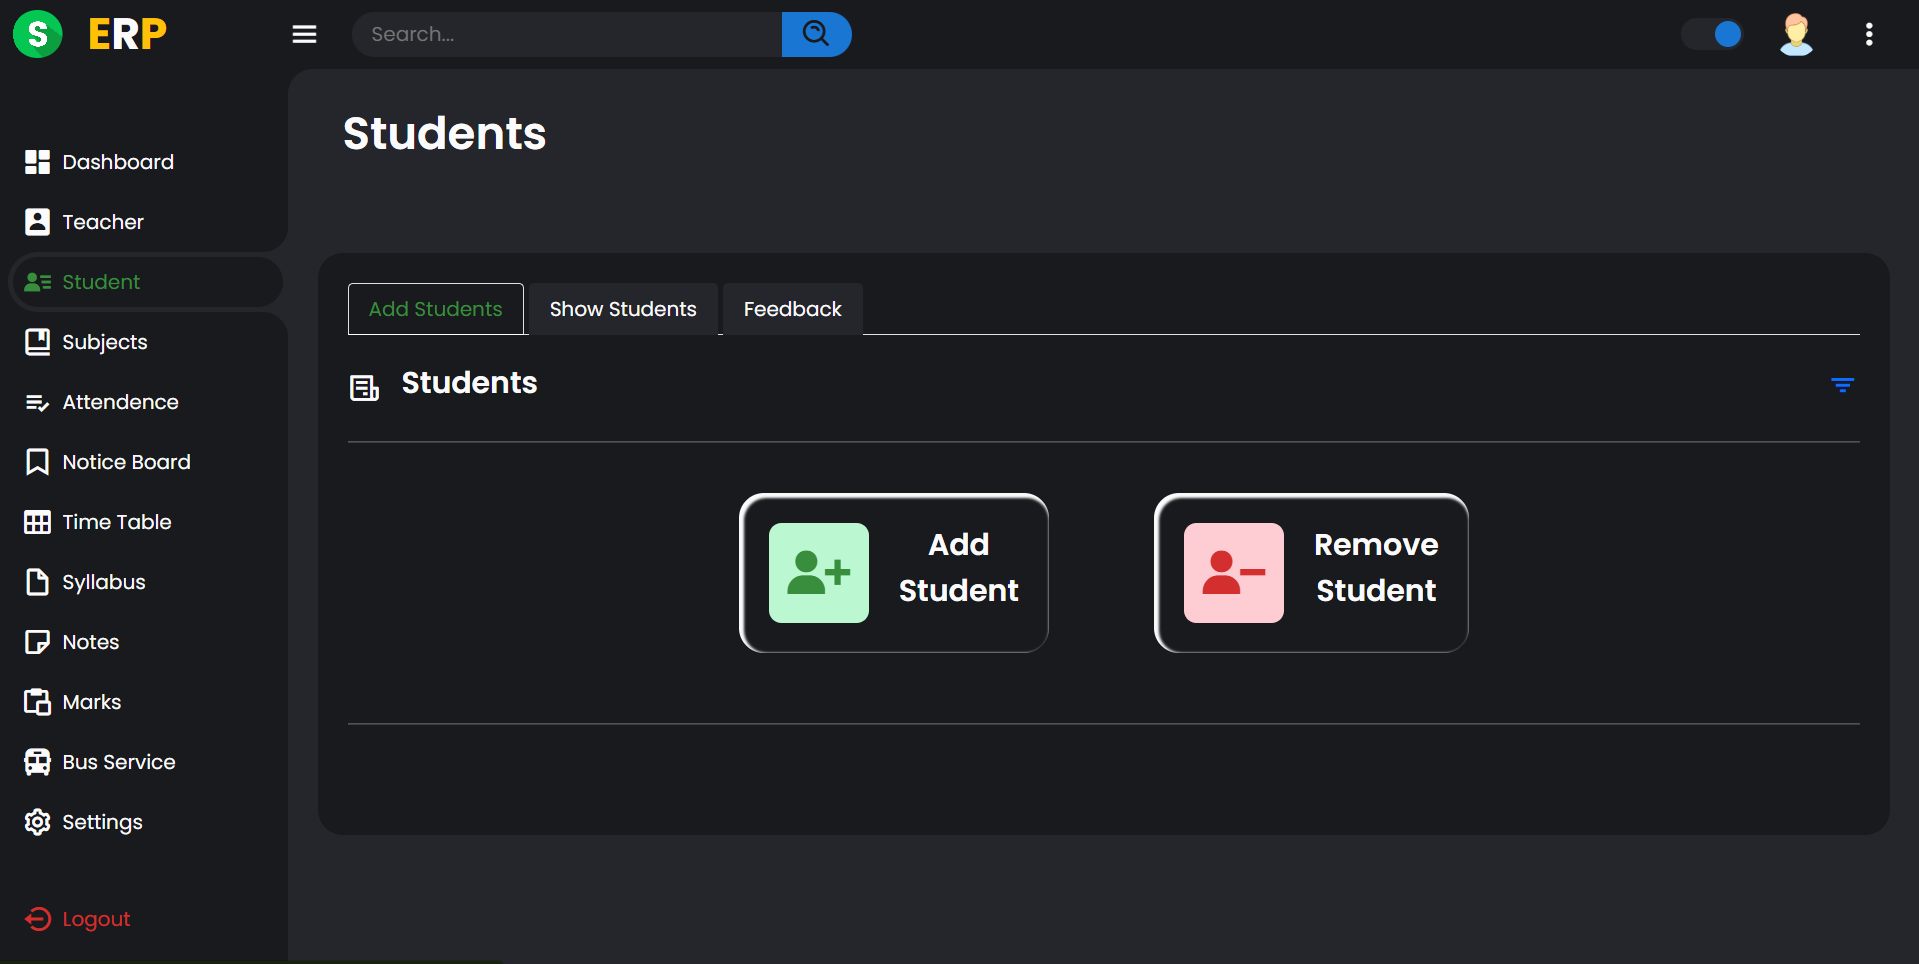 S ERP
Search...
Students
Dashboard
Teacher
Student
Subjects
Attendence
Notice Board
Time Table
Syllabus
Notes
Marks
Bus Service
Settings
Logout
Add Students
Show Students
Feedback
Students
Add
Student
Remove
Student